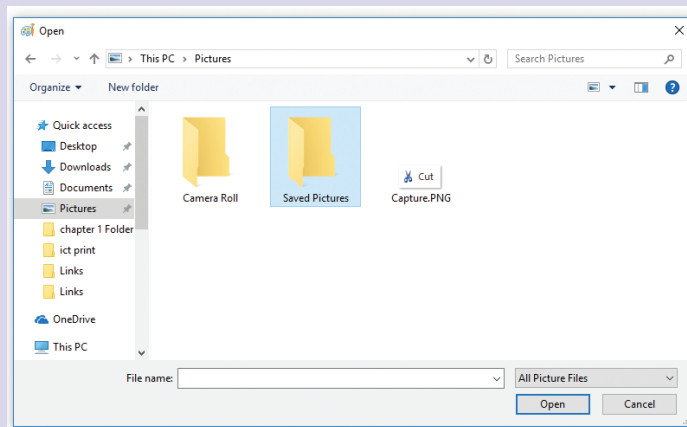 Open
This PC > Pictures
Search Pictures
Organize New folder
Quick access
Desktop
Downloads
Documents
Pictures
chapter 1 Folder
ict print
Links
Links
OneDrive
This PC
Camera Roll
Saved Pictures
Cut
Capture.PNG
File name:
All Picture Files
Open Cancel